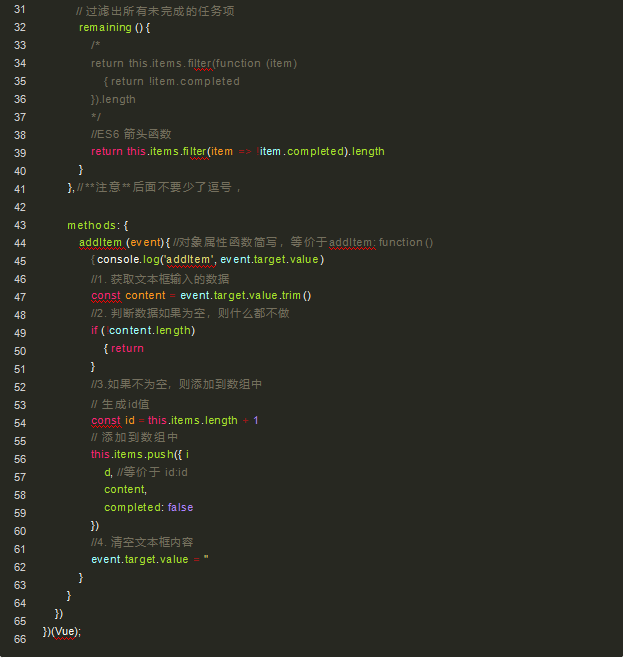 31 // 过滤出所有未完成的任务项
32 remaining () {
33 /*
34 return this.items.filter(function (item)
35 { return !item.completed
36 }).length
37 */
38 //ES6 箭头函数
39 return this.items.filter(item => !item.completed).length
40 }
41 },//**注意**后面不要少了逗号 ,
42
43 methods: {
44 addItem (event){ //对象属性函数简写，等价于addItem: function ()
45 { console.log('addItem', event.target.value)
46 //1. 获取文本框输入的数据
47 const content = event.target.value.trim()
48 //2. 判断数据如果为空，则什么都不做
49 if (!content.length)
50 { return
51 }
52 //3.如果不为空，则添加到数组中
53 // 生成id值
54 const id = this.items.length + 1
55 // 添加到数组中
56 this.items.push({ i
57 d, //等价于 id:id
58 content,
59 completed: false
60 })
61 //4. 清空文本框内容
62 event.target.value = ''
63 }
64 }
65 })
66 })(Vue);